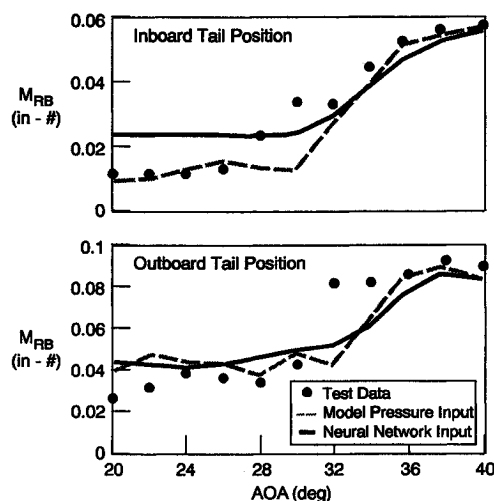 0.06
Inboard Tail Position
0.04
M_RB
(in - #)
0.02
0
0.1
Outboard Tail Position
0.08
0.06
M_RB
(in - #)
0.04
0.02
Test Data
Model Pressure Input
Neural Network Input
0
20 24 28 32 36 40
AOA (deg)